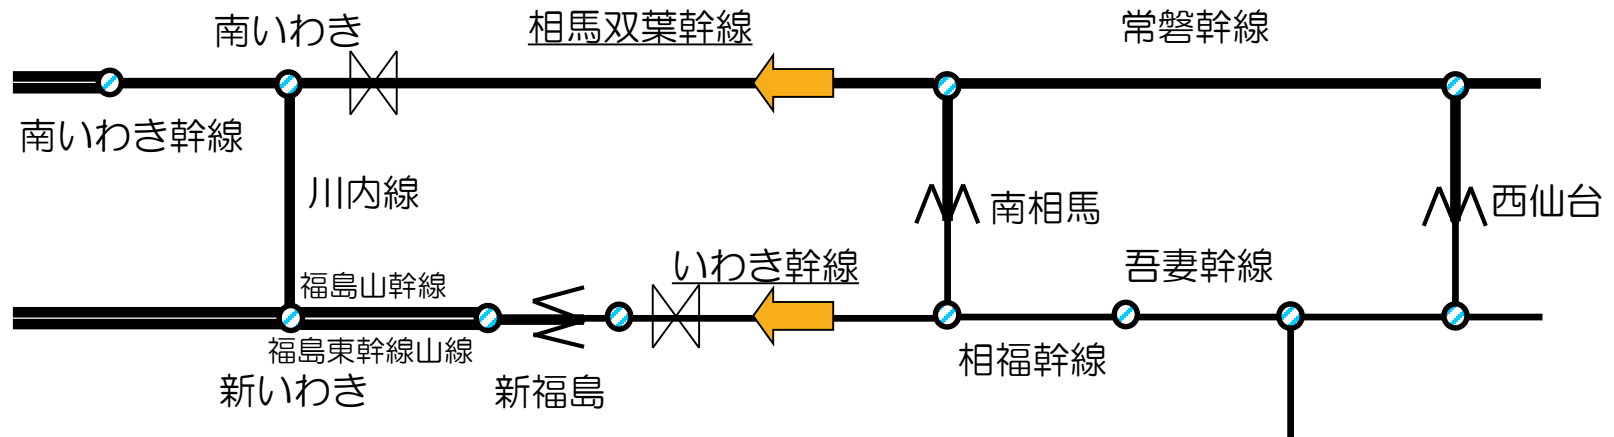 南いわき
相馬双葉幹線
常磐幹線
南いわき幹線
川内線
南相馬
西仙台
いわき幹線
吾妻幹線
福島山幹線
福島東幹線山線
相福幹線
新いわき
新福島